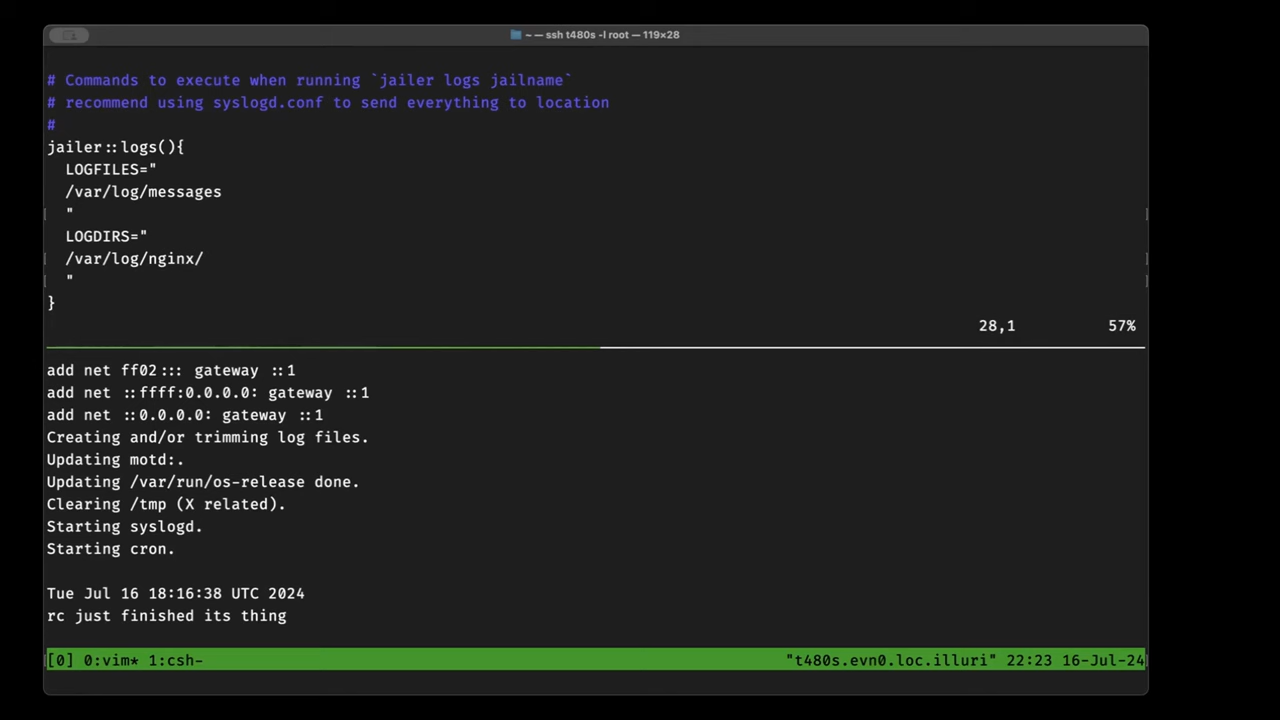 ~ — ssh t480s -l root — 119×28
# Commands to execute when running `jailer logs jailname`
# recommend using syslogd.conf to send everything to location
#
jailer::logs(){
  LOGFILES="
  /var/log/messages
  "
  LOGDIRS="
  /var/log/nginx/
  "
}
28,1 57%
add net ff02::: gateway ::1
add net ::ffff:0.0.0.0: gateway ::1
add net ::0.0.0.0: gateway ::1
Creating and/or trimming log files.
Updating motd:.
Updating /var/run/os-release done.
Clearing /tmp (X related).
Starting syslogd.
Starting cron.
Tue Jul 16 18:16:38 UTC 2024
rc just finished its thing
[0] 0:vim* 1:csh- "t480s.evn0.loc.illuri" 22:23 16-Jul-24